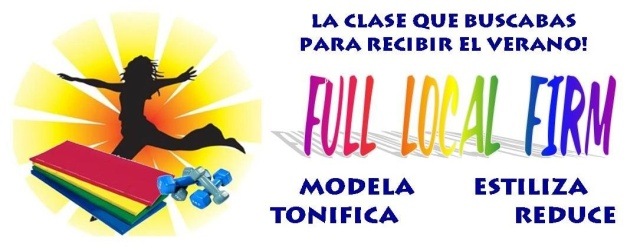 LA CLASE QUE BUSCABAS
PARA RECIBIR EL VERANO!
FULL LOCAL FIRM
MODELA ESTILIZA
TONIFICA REDUCE